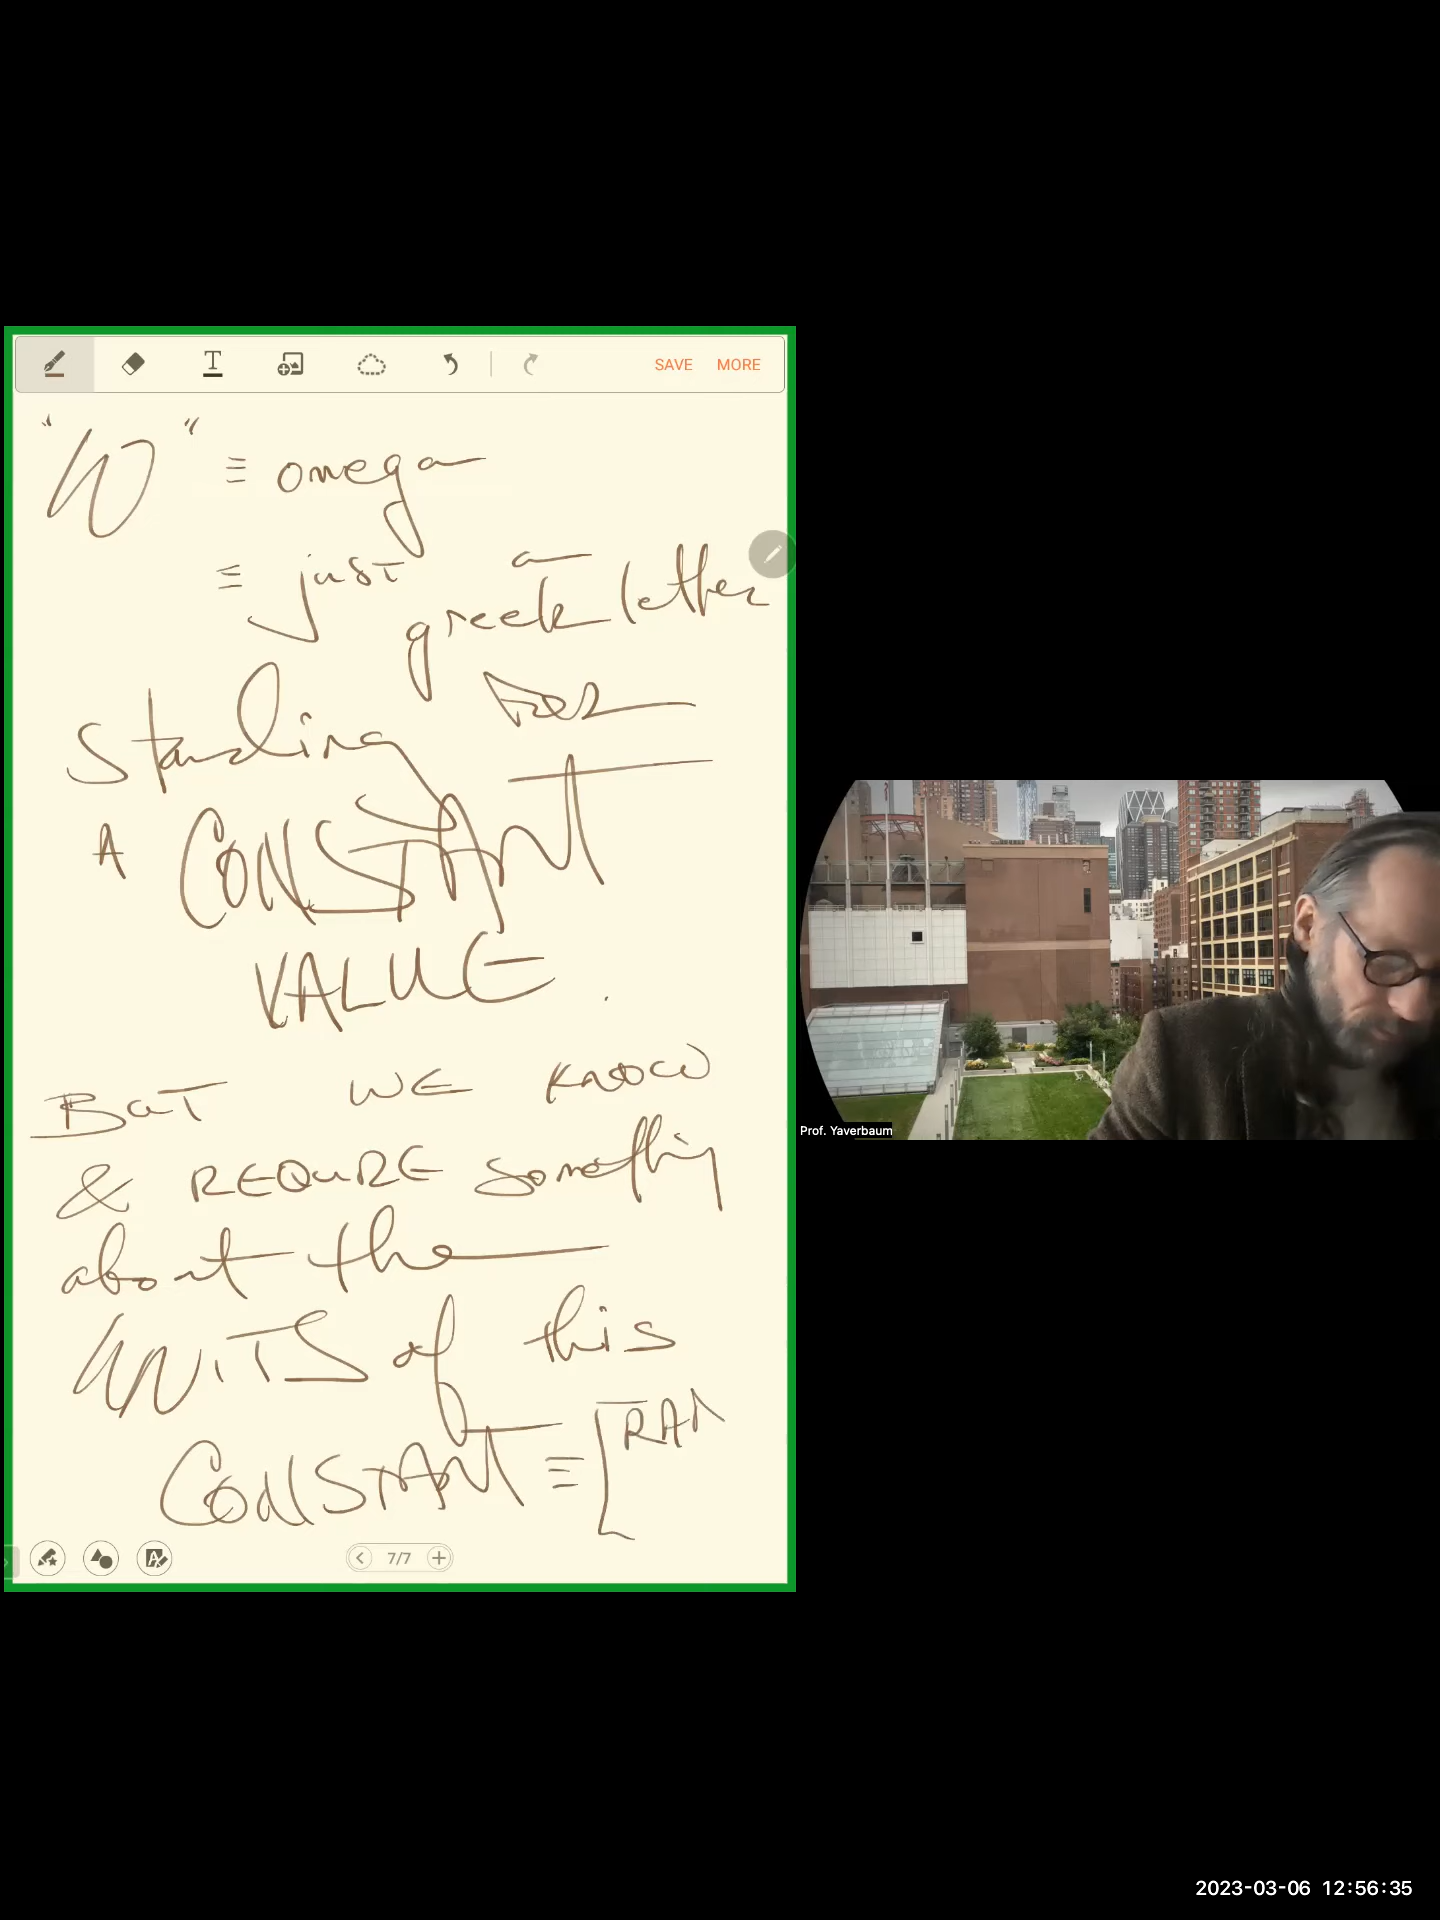 T
SAVE MORE
"ω" ≡ omega
≡ just a
greek letter
standing FOR
A CONSTANT
VALUE.
BUT WE KNOW
& REQUIRE something
about the
UNITS of this
CONSTANT ≡ [RAD
A
7/7
Prof. Yaverbaum
2023-03-06 12:56:35